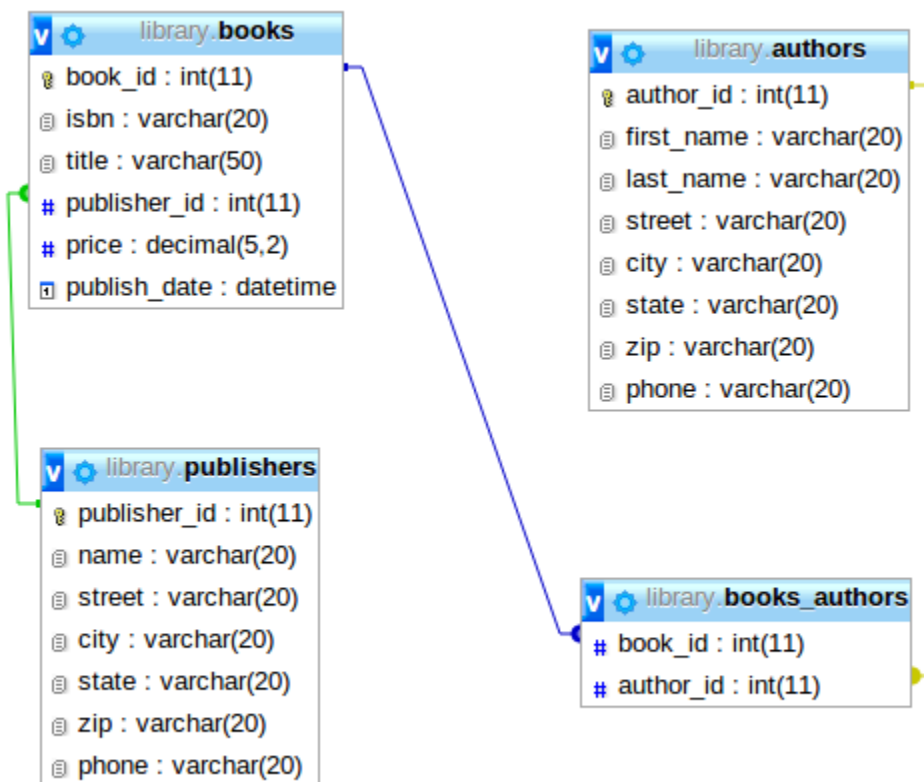 library.books
book_id : int(11)
isbn : varchar(20)
title : varchar(50)
publisher_id : int(11)
price : decimal(5,2)
publish_date : datetime
library.authors
author_id : int(11)
first_name : varchar(20)
last_name : varchar(20)
street : varchar(20)
city : varchar(20)
state : varchar(20)
zip : varchar(20)
phone : varchar(20)
library.publishers
publisher_id : int(11)
name : varchar(20)
street : varchar(20)
city : varchar(20)
state : varchar(20)
zip : varchar(20)
phone : varchar(20)
library.books_authors
book_id : int(11)
author_id : int(11)